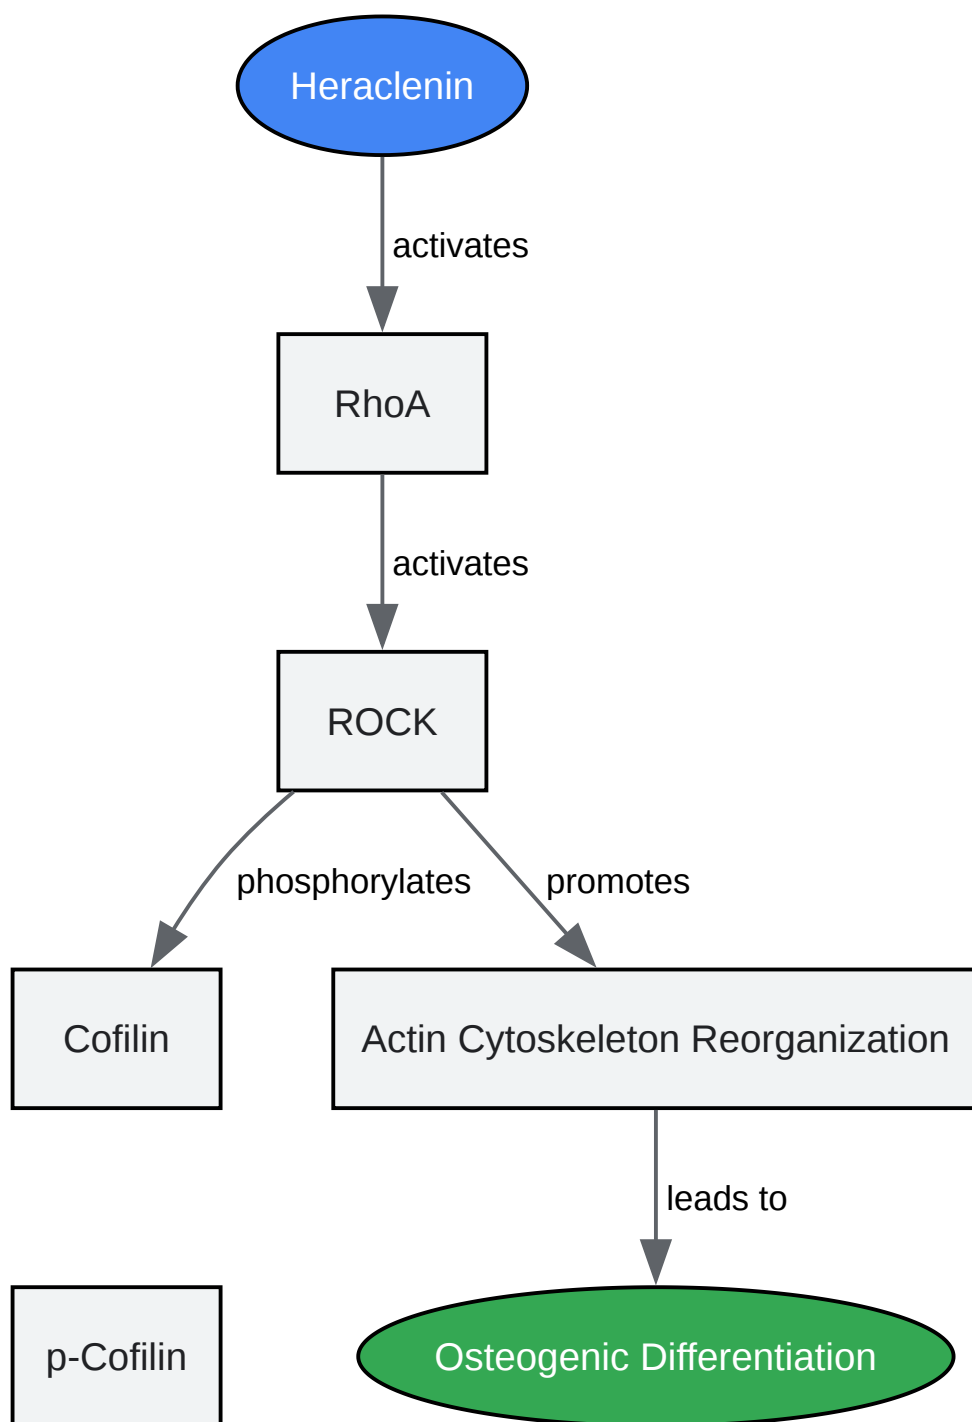 Heraclenin
activates
RhoA
activates
ROCK
phosphorylates
promotes
Cofilin
Actin Cytoskeleton Reorganization
leads to
p-Cofilin
Osteogenic Differentiation